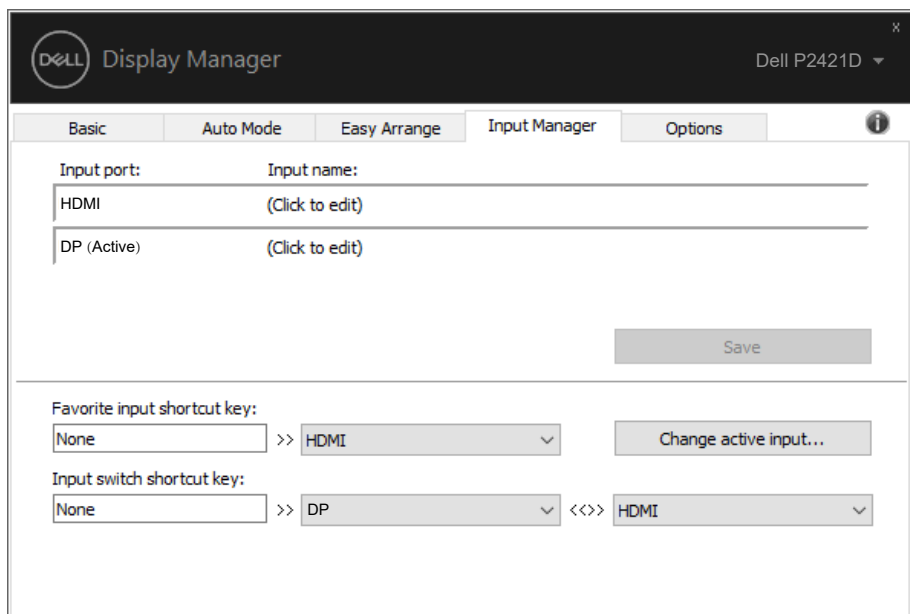 x
DELL Display Manager
Dell P2421D
Basic Auto Mode Easy Arrange Input Manager Options i
Input port: Input name:
HDMI (Click to edit)
DP (Active) (Click to edit)
Save
Favorite input shortcut key:
None >> HDMI Change active input...
Input switch shortcut key:
None >> DP <<>> HDMI